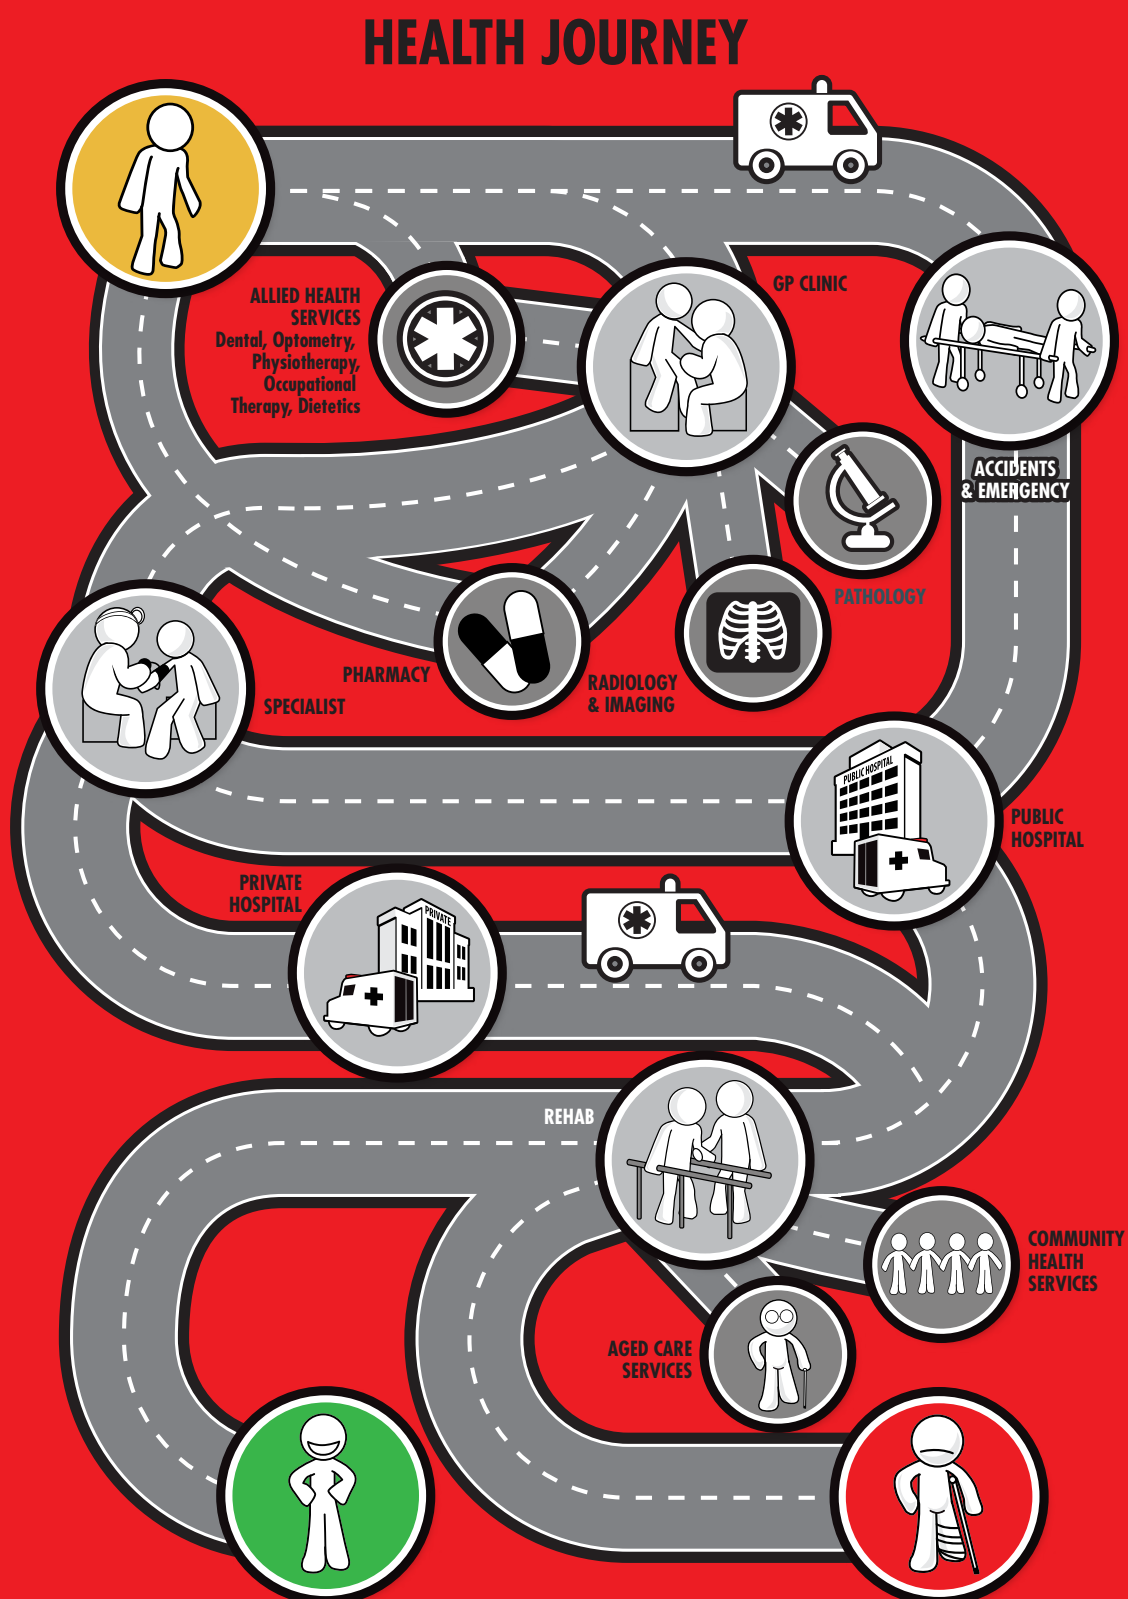 HEALTH JOURNEY
ALLIED HEALTH
SERVICES
Dental, Optometry,
Physiotherapy,
Occupational
Therapy, Dietetics
GP CLINIC
ACCIDENTS
& EMERGENCY
PATHOLOGY
PHARMACY
RADIOLOGY
& IMAGING
SPECIALIST
PUBLIC HOSPITAL
PUBLIC
HOSPITAL
PRIVATE
HOSPITAL
PRIVATE
REHAB
COMMUNITY
HEALTH
SERVICES
AGED CARE
SERVICES